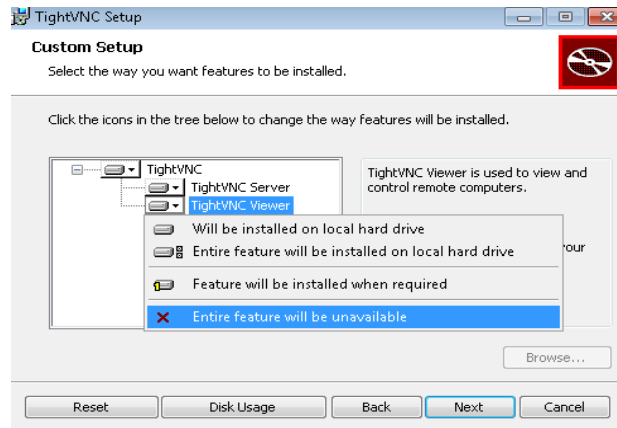 TightVNC Setup
Custom Setup
Select the way you want features to be installed.
Click the icons in the tree below to change the way features will be installed.
TightVNC
TightVNC Server
TightVNC Viewer
TightVNC Viewer is used to view and
control remote computers.
your
Will be installed on local hard drive
Entire feature will be installed on local hard drive
Feature will be installed when required
Entire feature will be unavailable
Browse...
Reset
Disk Usage
Back
Next
Cancel